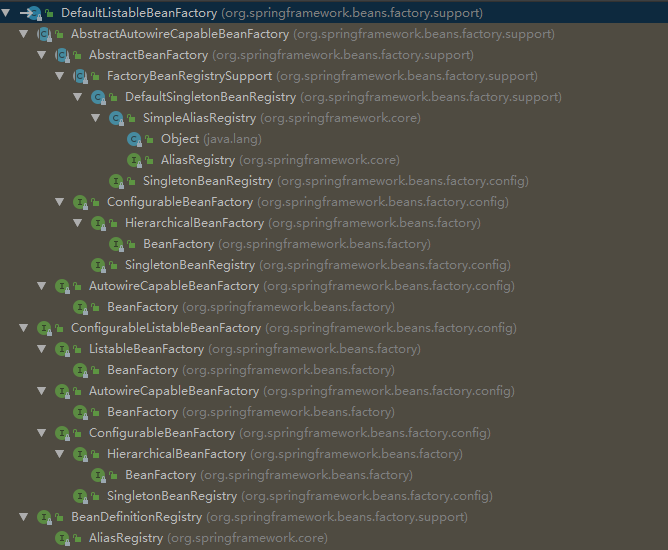 DefaultListableBeanFactory (org.springframework.beans.factory.support)
AbstractAutowireCapableBeanFactory (org.springframework.beans.factory.support)
AbstractBeanFactory (org.springframework.beans.factory.support)
FactoryBeanRegistrySupport (org.springframework.beans.factory.support)
DefaultSingletonBeanRegistry (org.springframework.beans.factory.support)
SimpleAliasRegistry (org.springframework.core)
Object (java.lang)
AliasRegistry (org.springframework.core)
SingletonBeanRegistry (org.springframework.beans.factory.config)
ConfigurableBeanFactory (org.springframework.beans.factory.config)
HierarchicalBeanFactory (org.springframework.beans.factory)
BeanFactory (org.springframework.beans.factory)
SingletonBeanRegistry (org.springframework.beans.factory.config)
AutowireCapableBeanFactory (org.springframework.beans.factory.config)
BeanFactory (org.springframework.beans.factory)
ConfigurableListableBeanFactory (org.springframework.beans.factory.config)
ListableBeanFactory (org.springframework.beans.factory)
BeanFactory (org.springframework.beans.factory)
AutowireCapableBeanFactory (org.springframework.beans.factory.config)
BeanFactory (org.springframework.beans.factory)
ConfigurableBeanFactory (org.springframework.beans.factory.config)
HierarchicalBeanFactory (org.springframework.beans.factory)
BeanFactory (org.springframework.beans.factory)
SingletonBeanRegistry (org.springframework.beans.factory.config)
BeanDefinitionRegistry (org.springframework.beans.factory.support)
AliasRegistry (org.springframework.core)